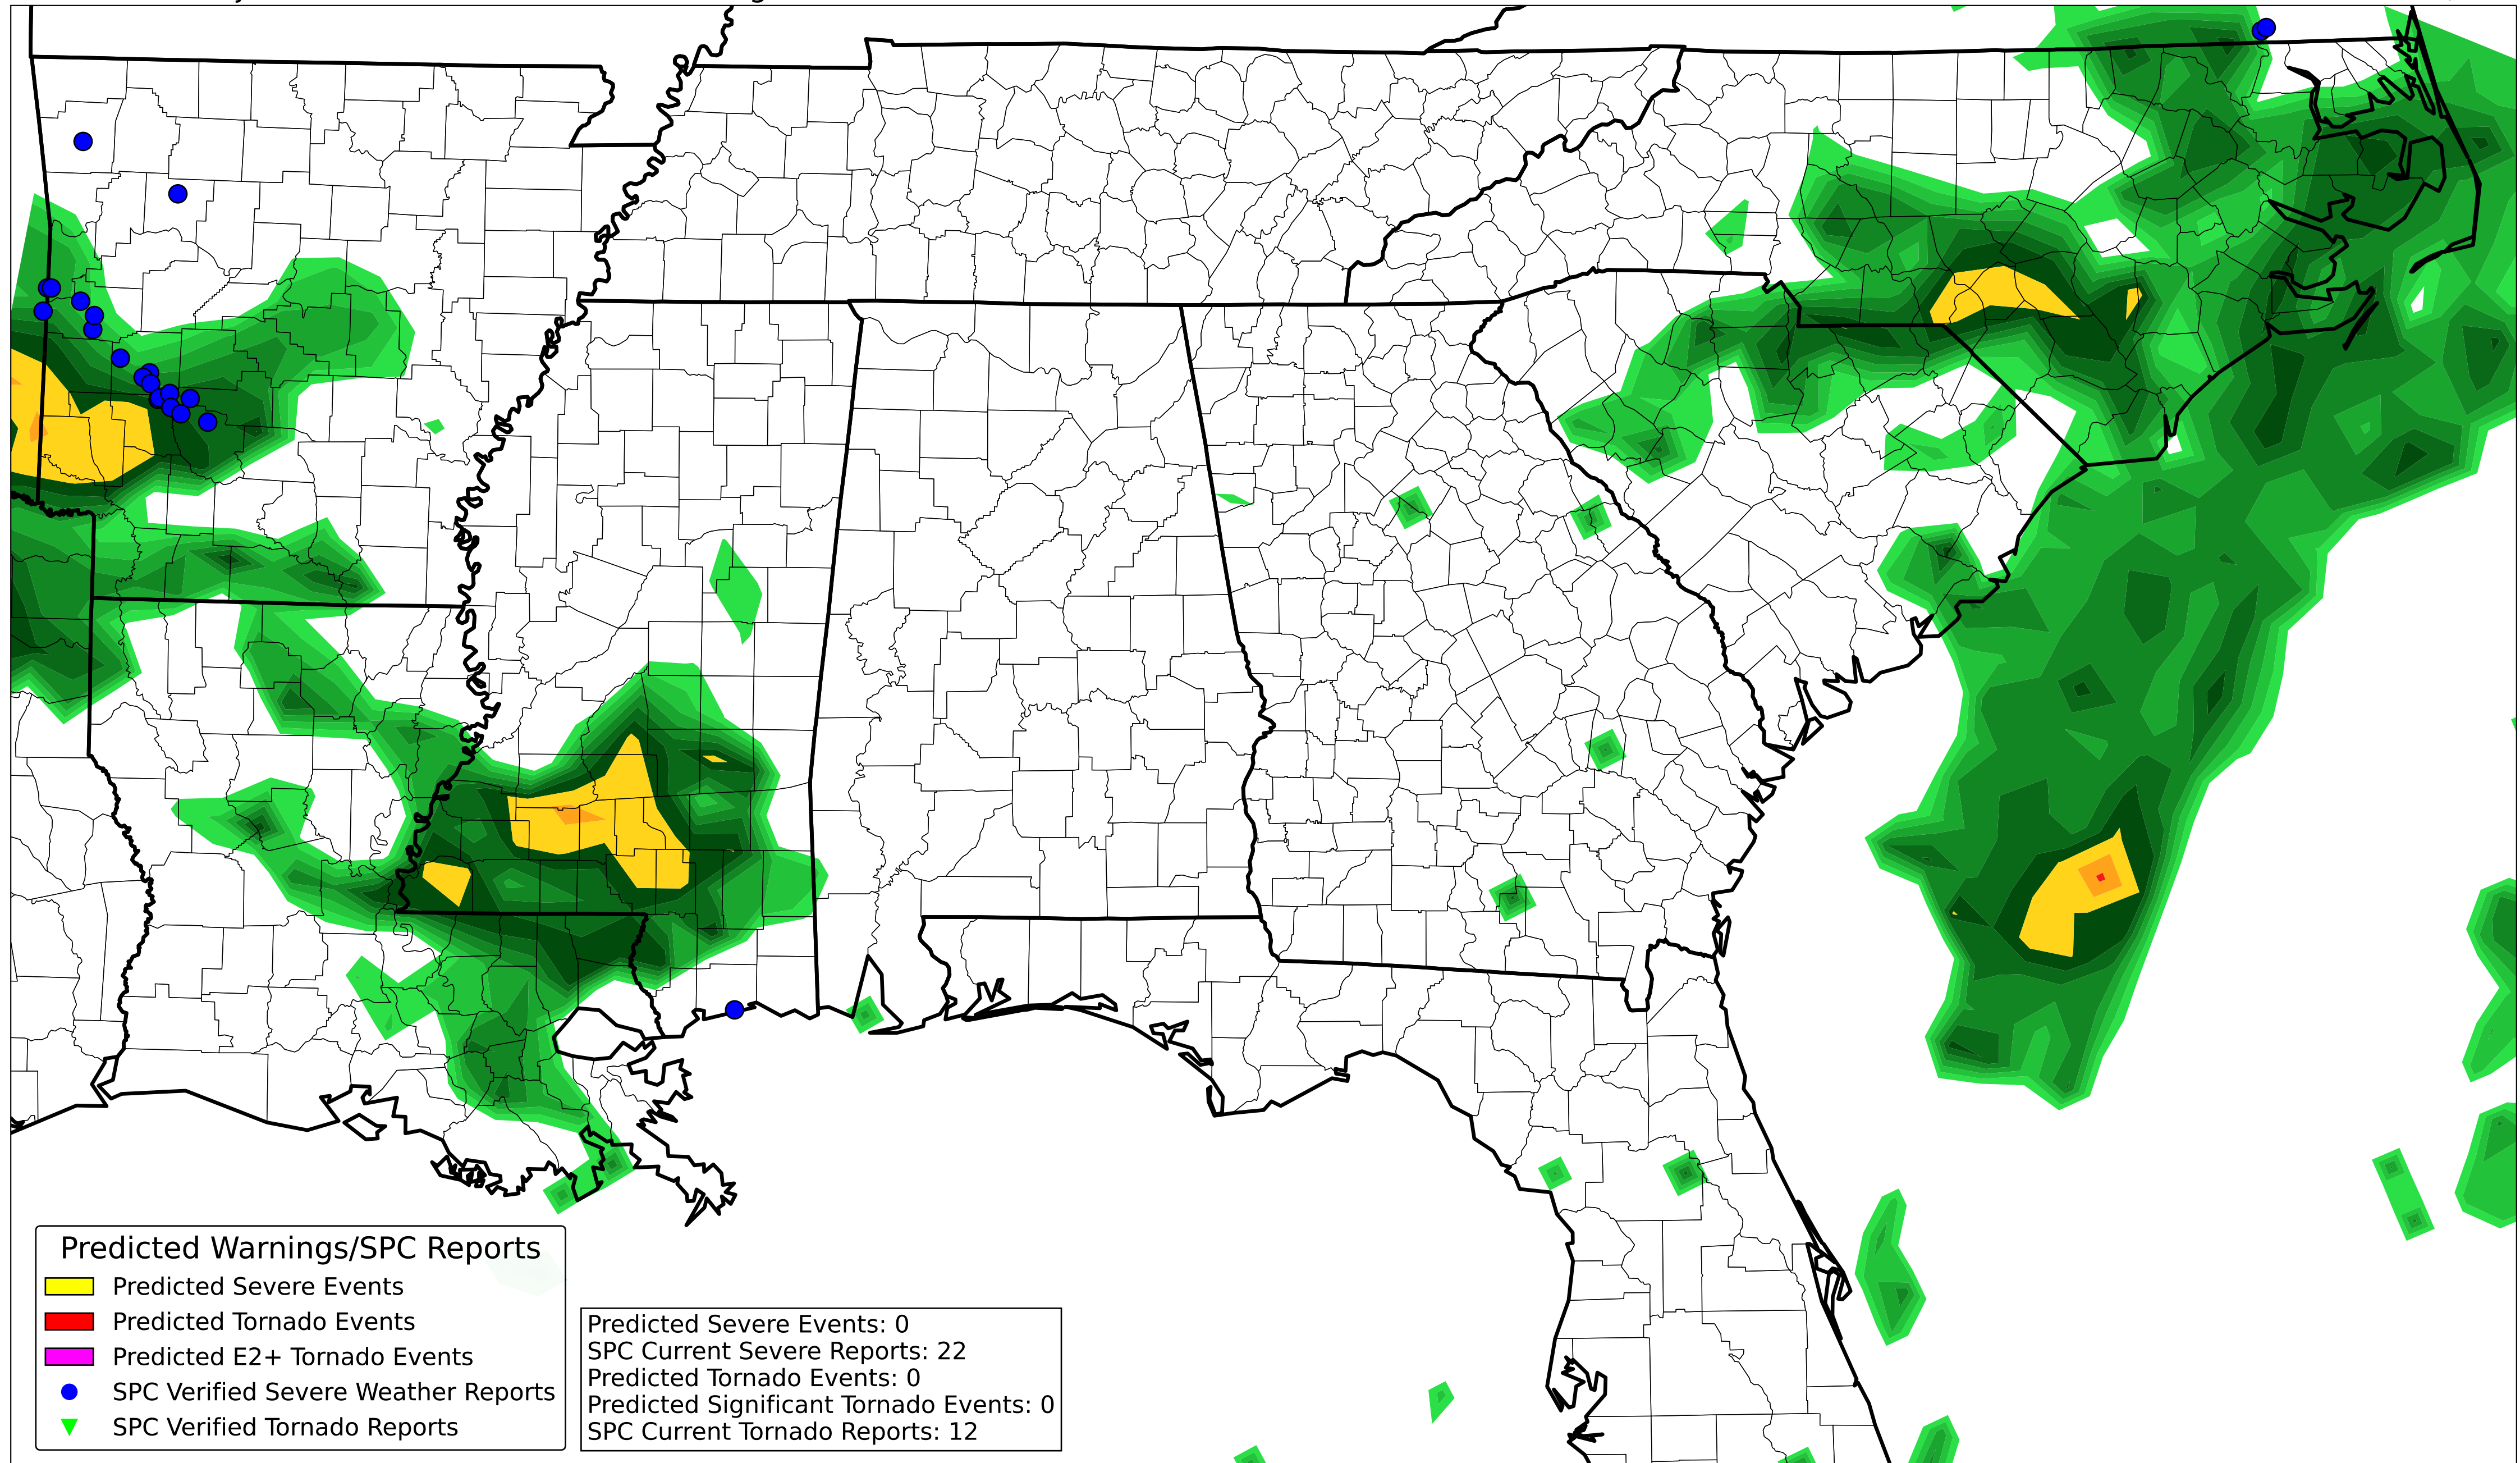 Predicted Warnings/SPC Reports
Predicted Severe Events
Predicted Tornado Events
Predicted E2+ Tornado Events
SPC Verified Severe Weather Reports
SPC Verified Tornado Reports
Predicted Severe Events: 0
SPC Current Severe Reports: 22
Predicted Tornado Events: 0
Predicted Significant Tornado Events: 0
SPC Current Tornado Reports: 12